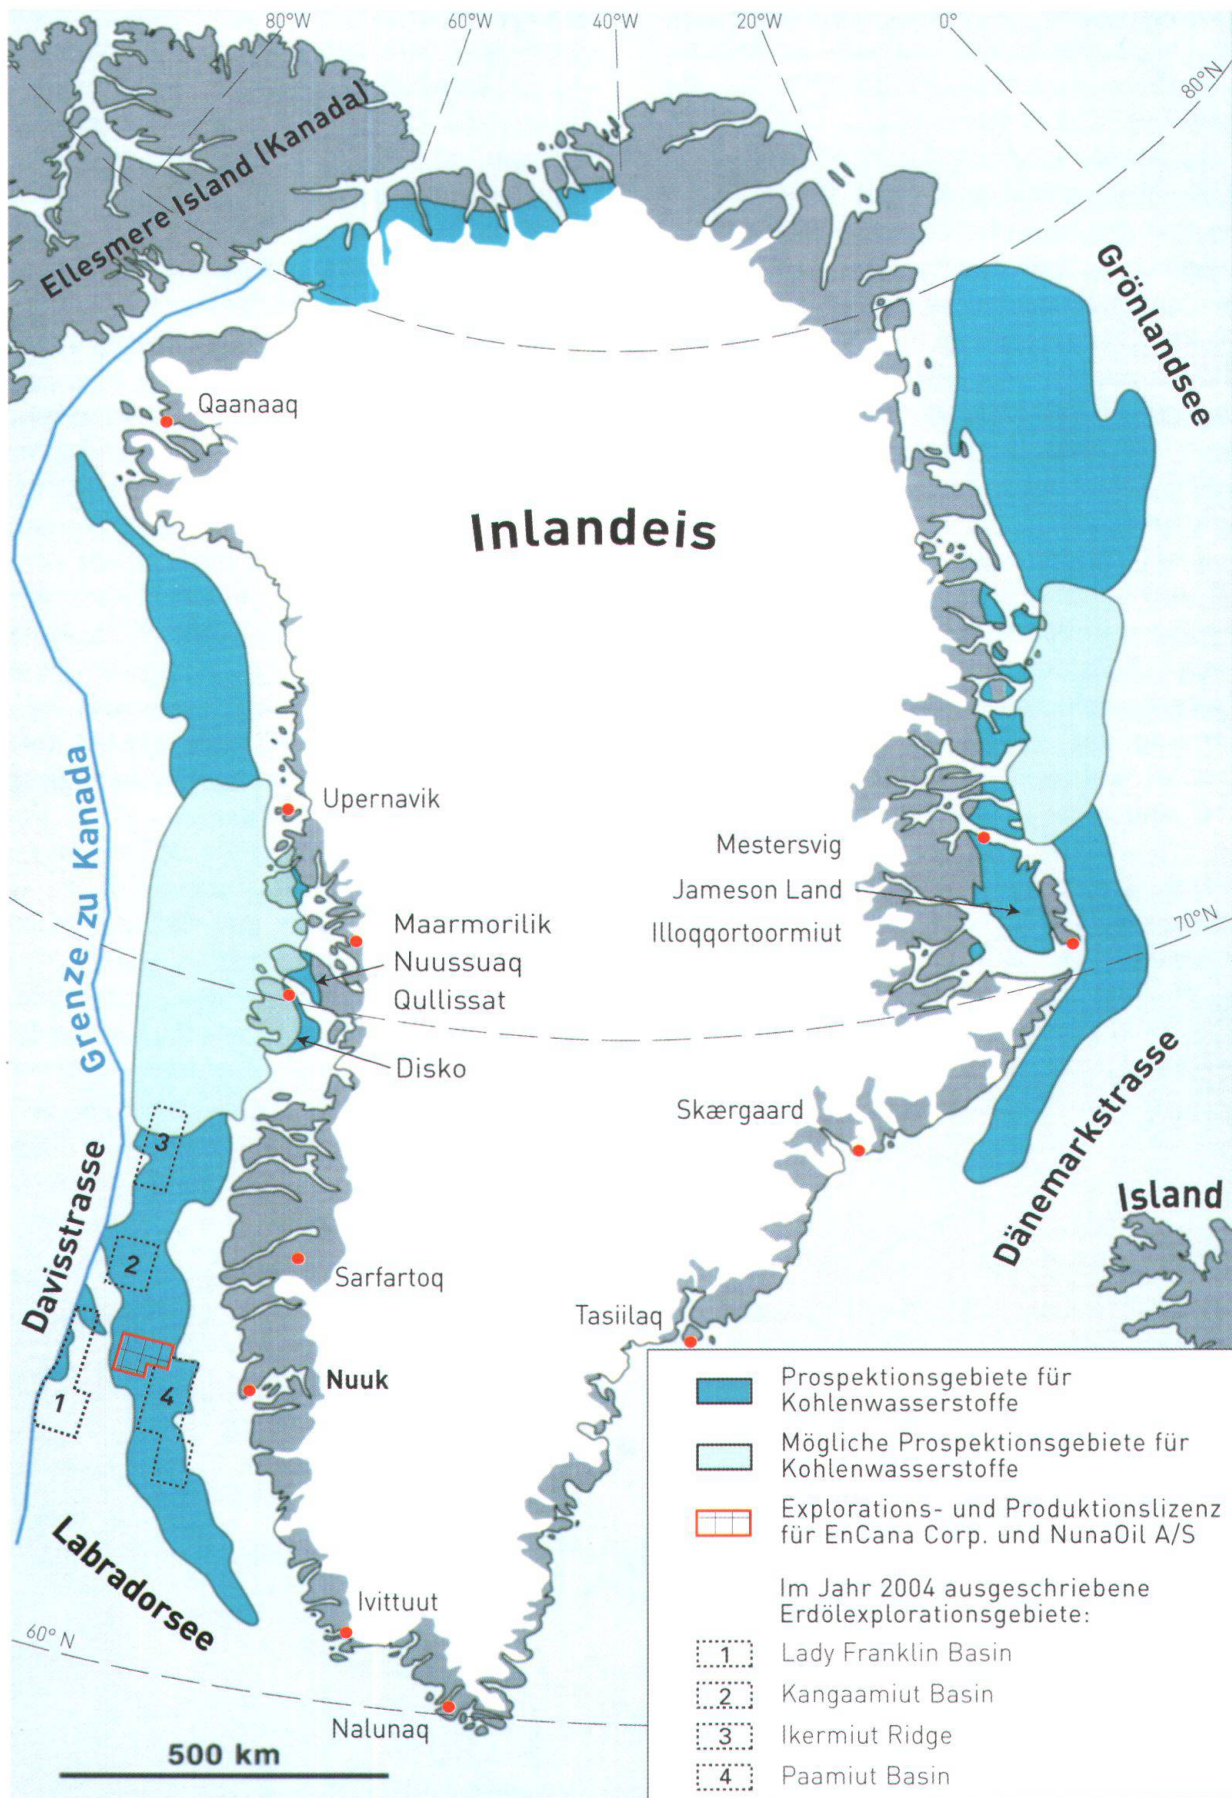 80°W
60°W
40°W
20°W
0°
80°N
Ellesmere Island (Kanada)
Grönlandsee
Qaanaaq
Inlandeis
Grenze zu Kanada
Upernavik
Mestersvig
Jameson Land
Illoqqortoormiut
70°N
Maarmorilik
Nuussuaq
Qullissat
Disko
Skærgaard
Dänemarkstrasse
Island
Davisstrasse
3
2
Sarfartoq
Tasiilaq
1
4
Nuuk
Labradorsee
Ivittuut
60°N
Nalunaq
500 km
Prospektionsgebiete für
Kohlenwasserstoffe
Mögliche Prospektionsgebiete für
Kohlenwasserstoffe
Explorations- und Produktionslizenz
für EnCana Corp. und NunaOil A/S
Im Jahr 2004 ausgeschriebene
Erdölexplorationsgebiete:
1 Lady Franklin Basin
2 Kangaamiut Basin
3 Ikermiut Ridge
4 Paamiut Basin